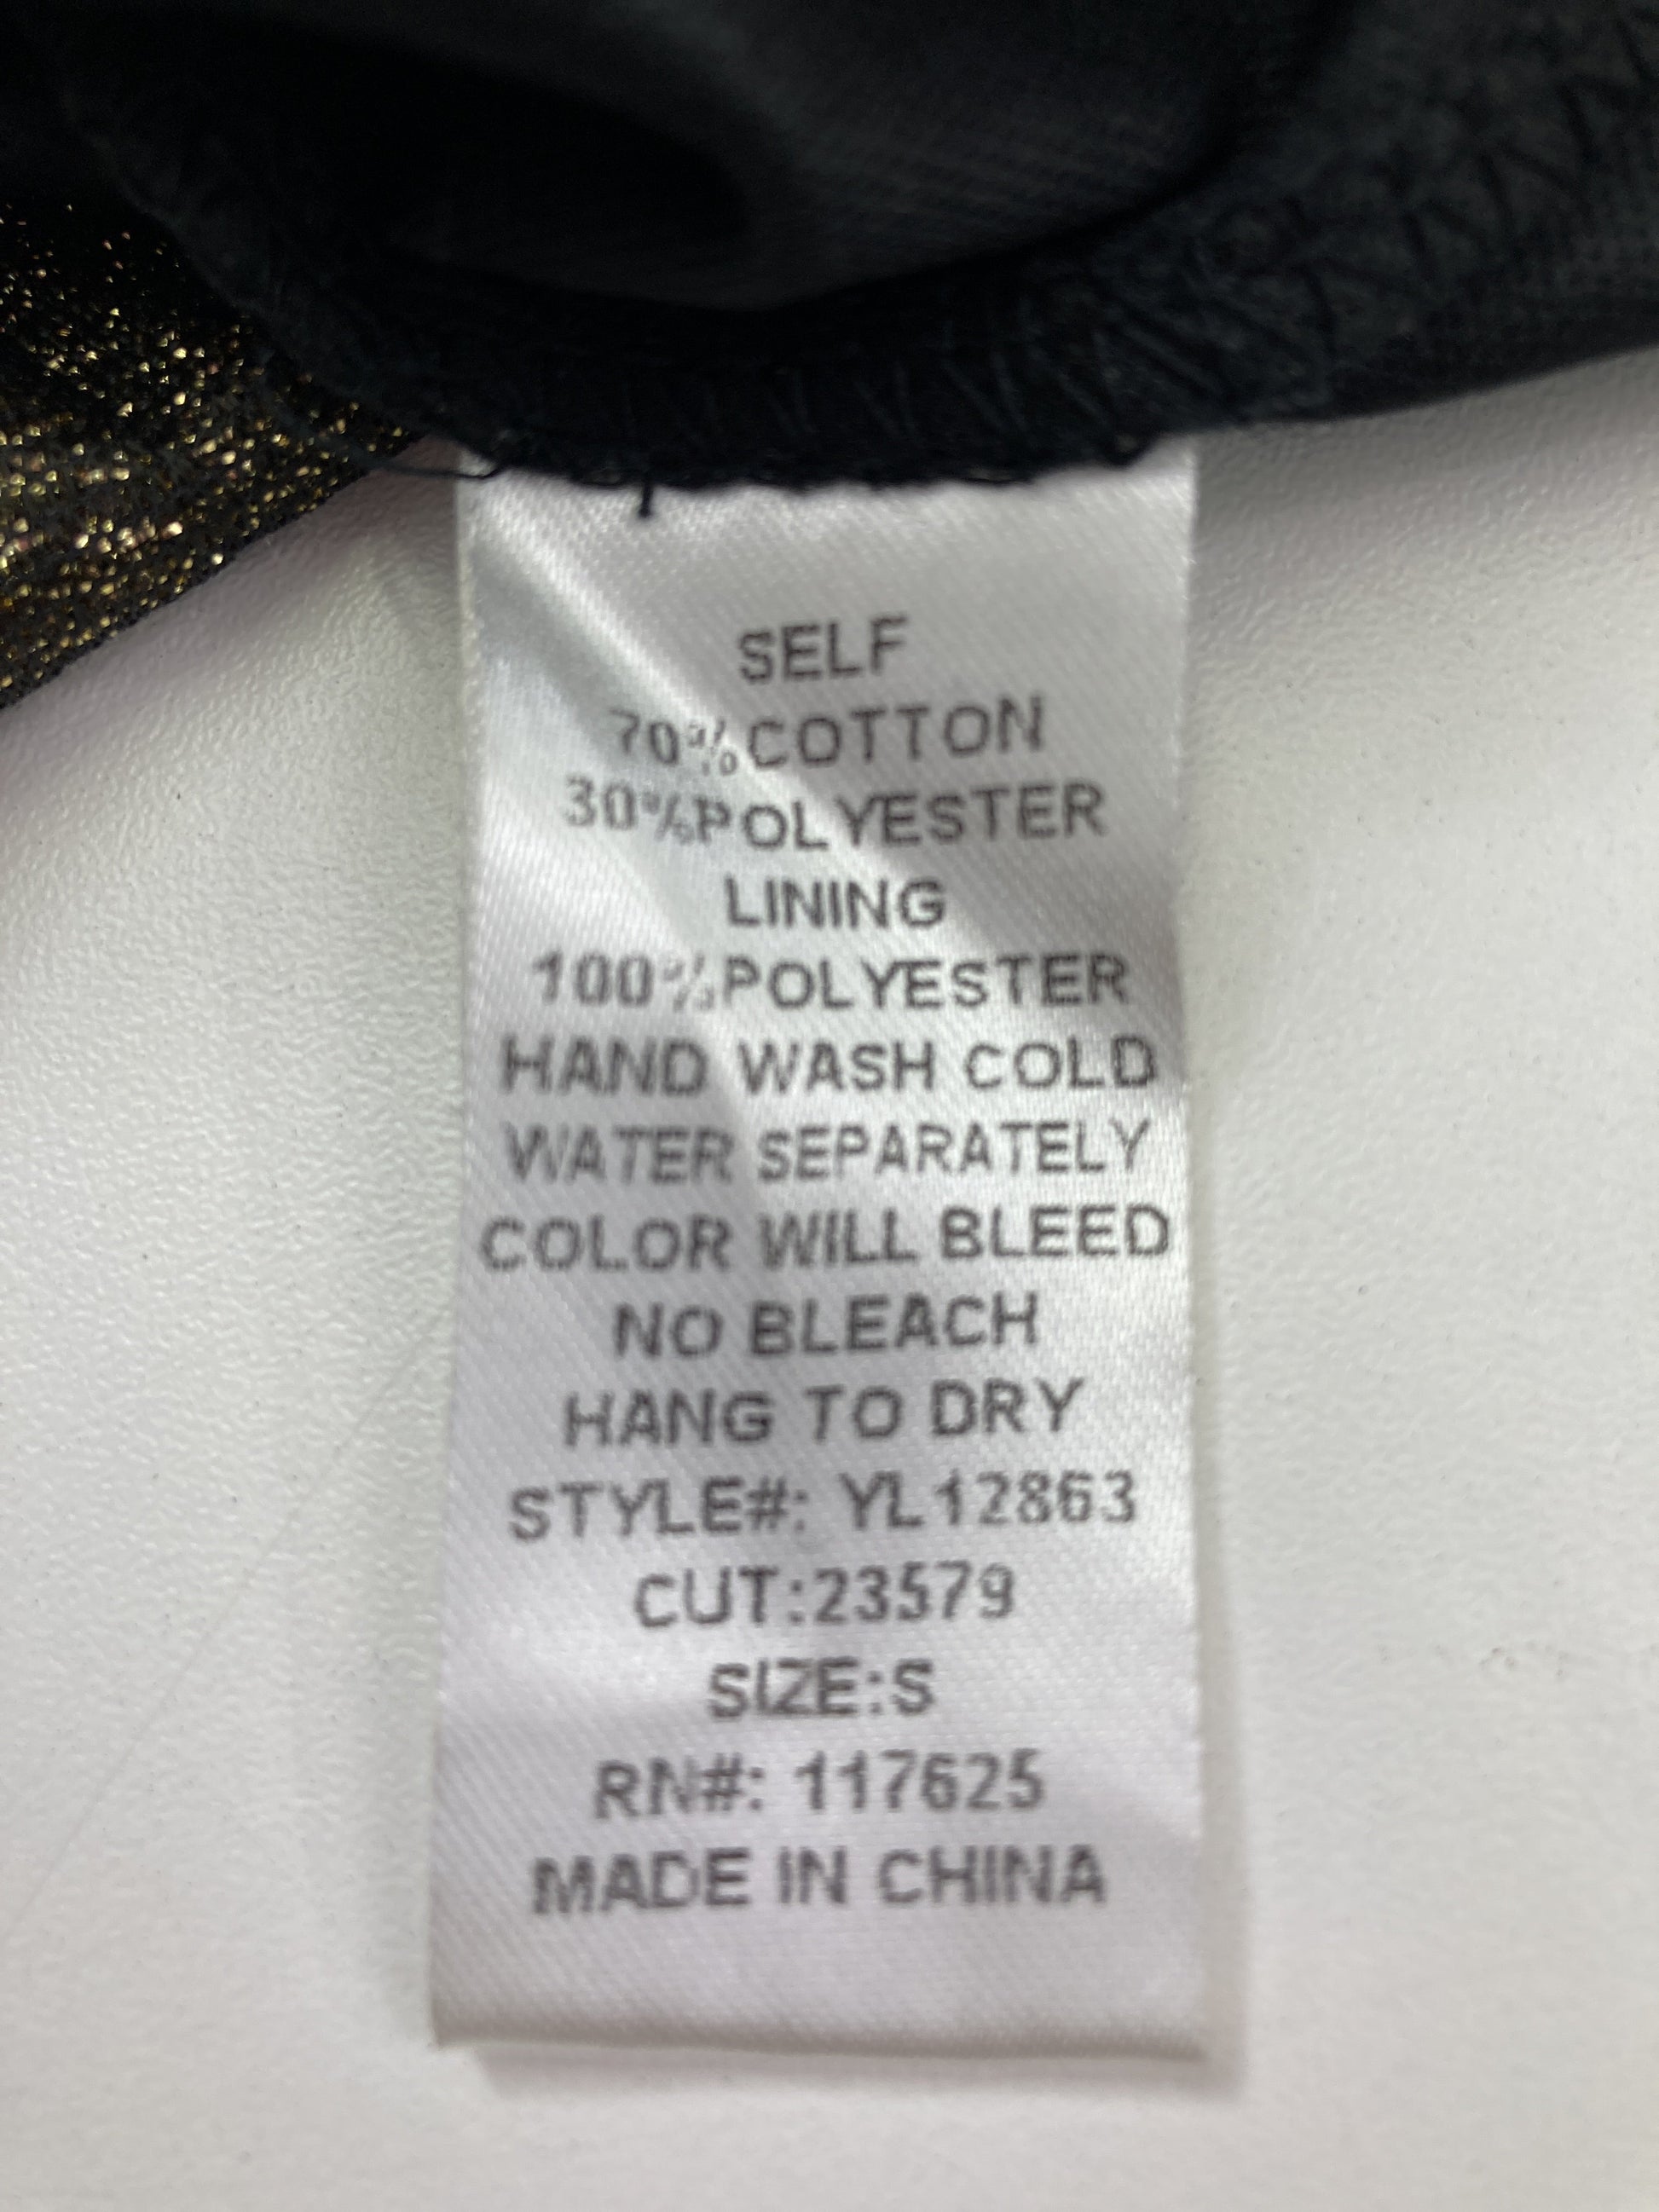 SELF
70%COTTON
30%POLYESTER
LINING
100%POLYESTER
HAND WASH COLD
WATER SEPARATELY
COLOR WILL BLEED
NO BLEACH
HANG TO DRY
STYLE#: YL12863
CUT:23579
SIZE:S
RN#: 117625
MADE IN CHINA